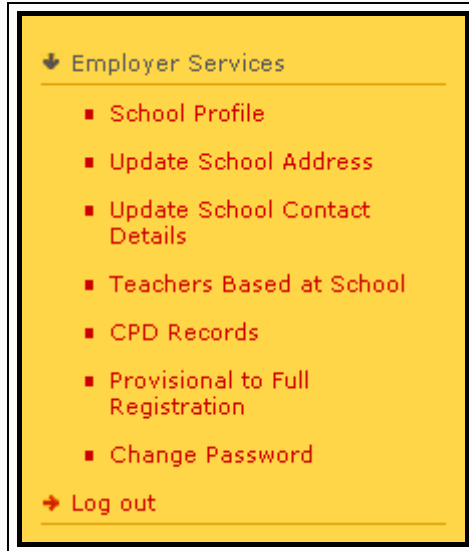 Employer Services
School Profile
Update School Address
Update School Contact
Details
Teachers Based at School
CPD Records
Provisional to Full
Registration
Change Password
Log out